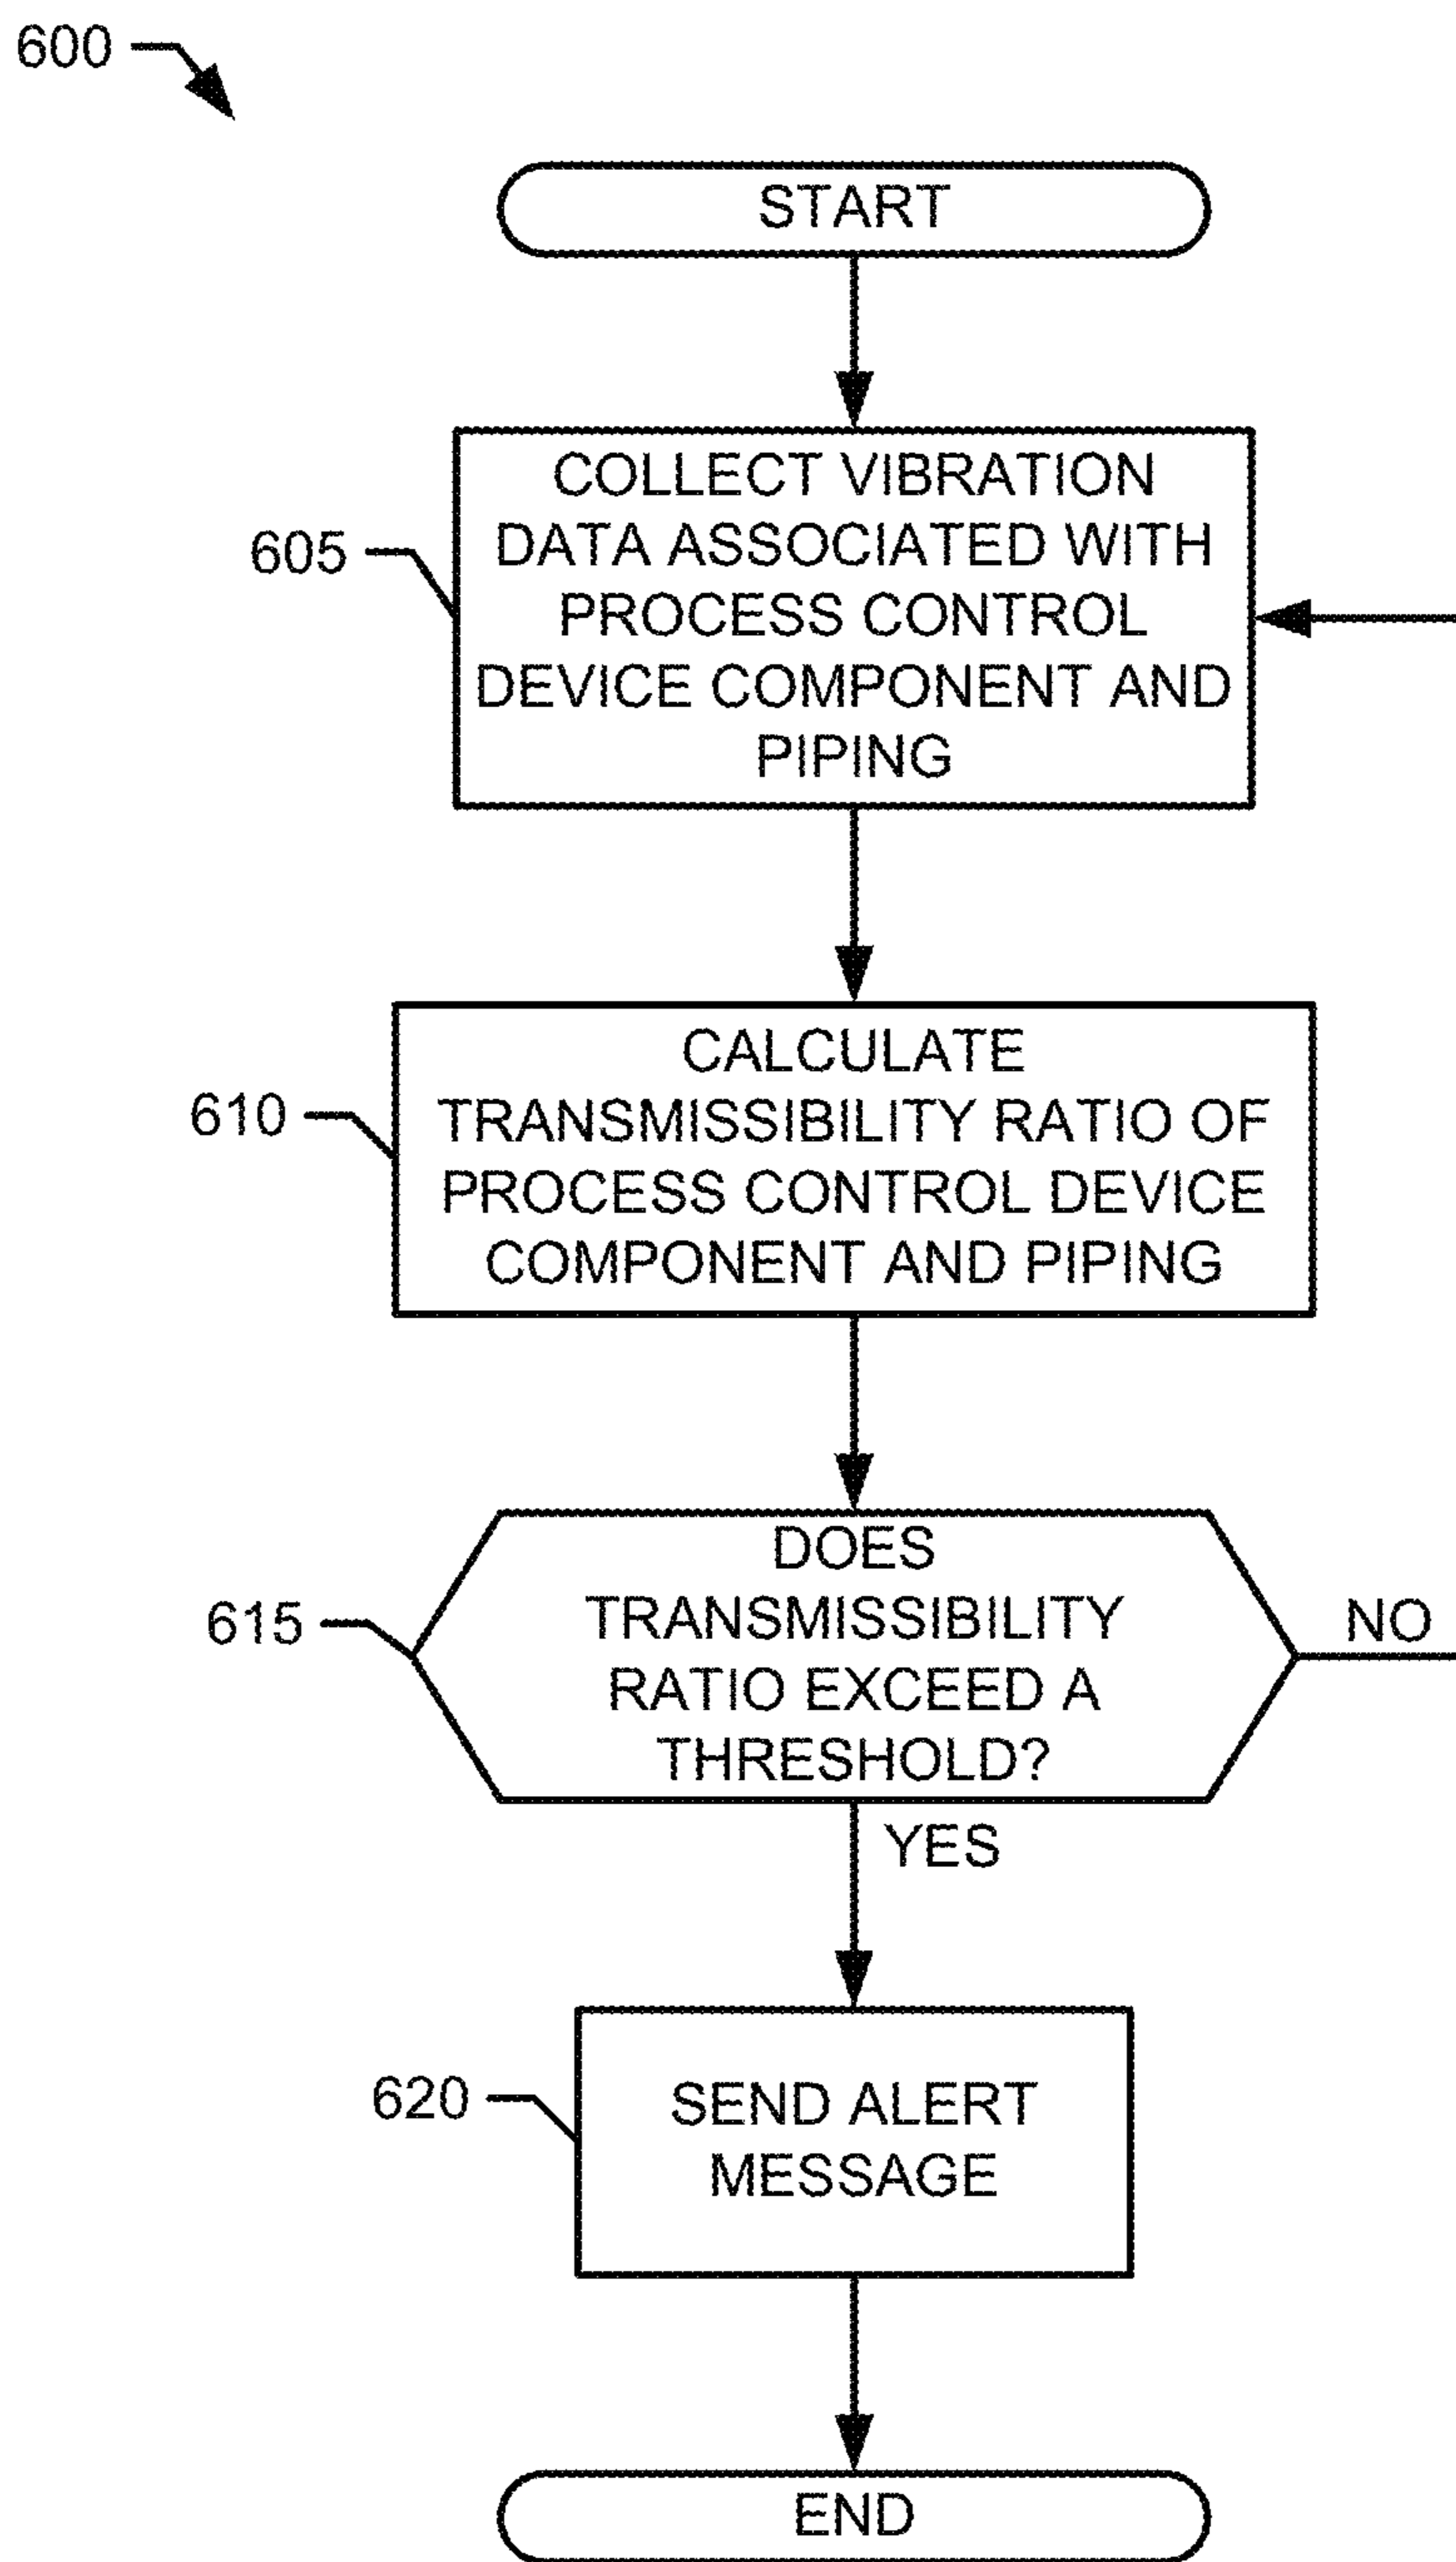 600
START
605
COLLECT VIBRATION
DATA ASSOCIATED WITH
PROCESS CONTROL
DEVICE COMPONENT AND
PIPING
610
CALCULATE
TRANSMISSIBILITY RATIO OF
PROCESS CONTROL DEVICE
COMPONENT AND PIPING
615
DOES
TRANSMISSIBILITY
RATIO EXCEED A
THRESHOLD?
NO
YES
620
SEND ALERT
MESSAGE
END